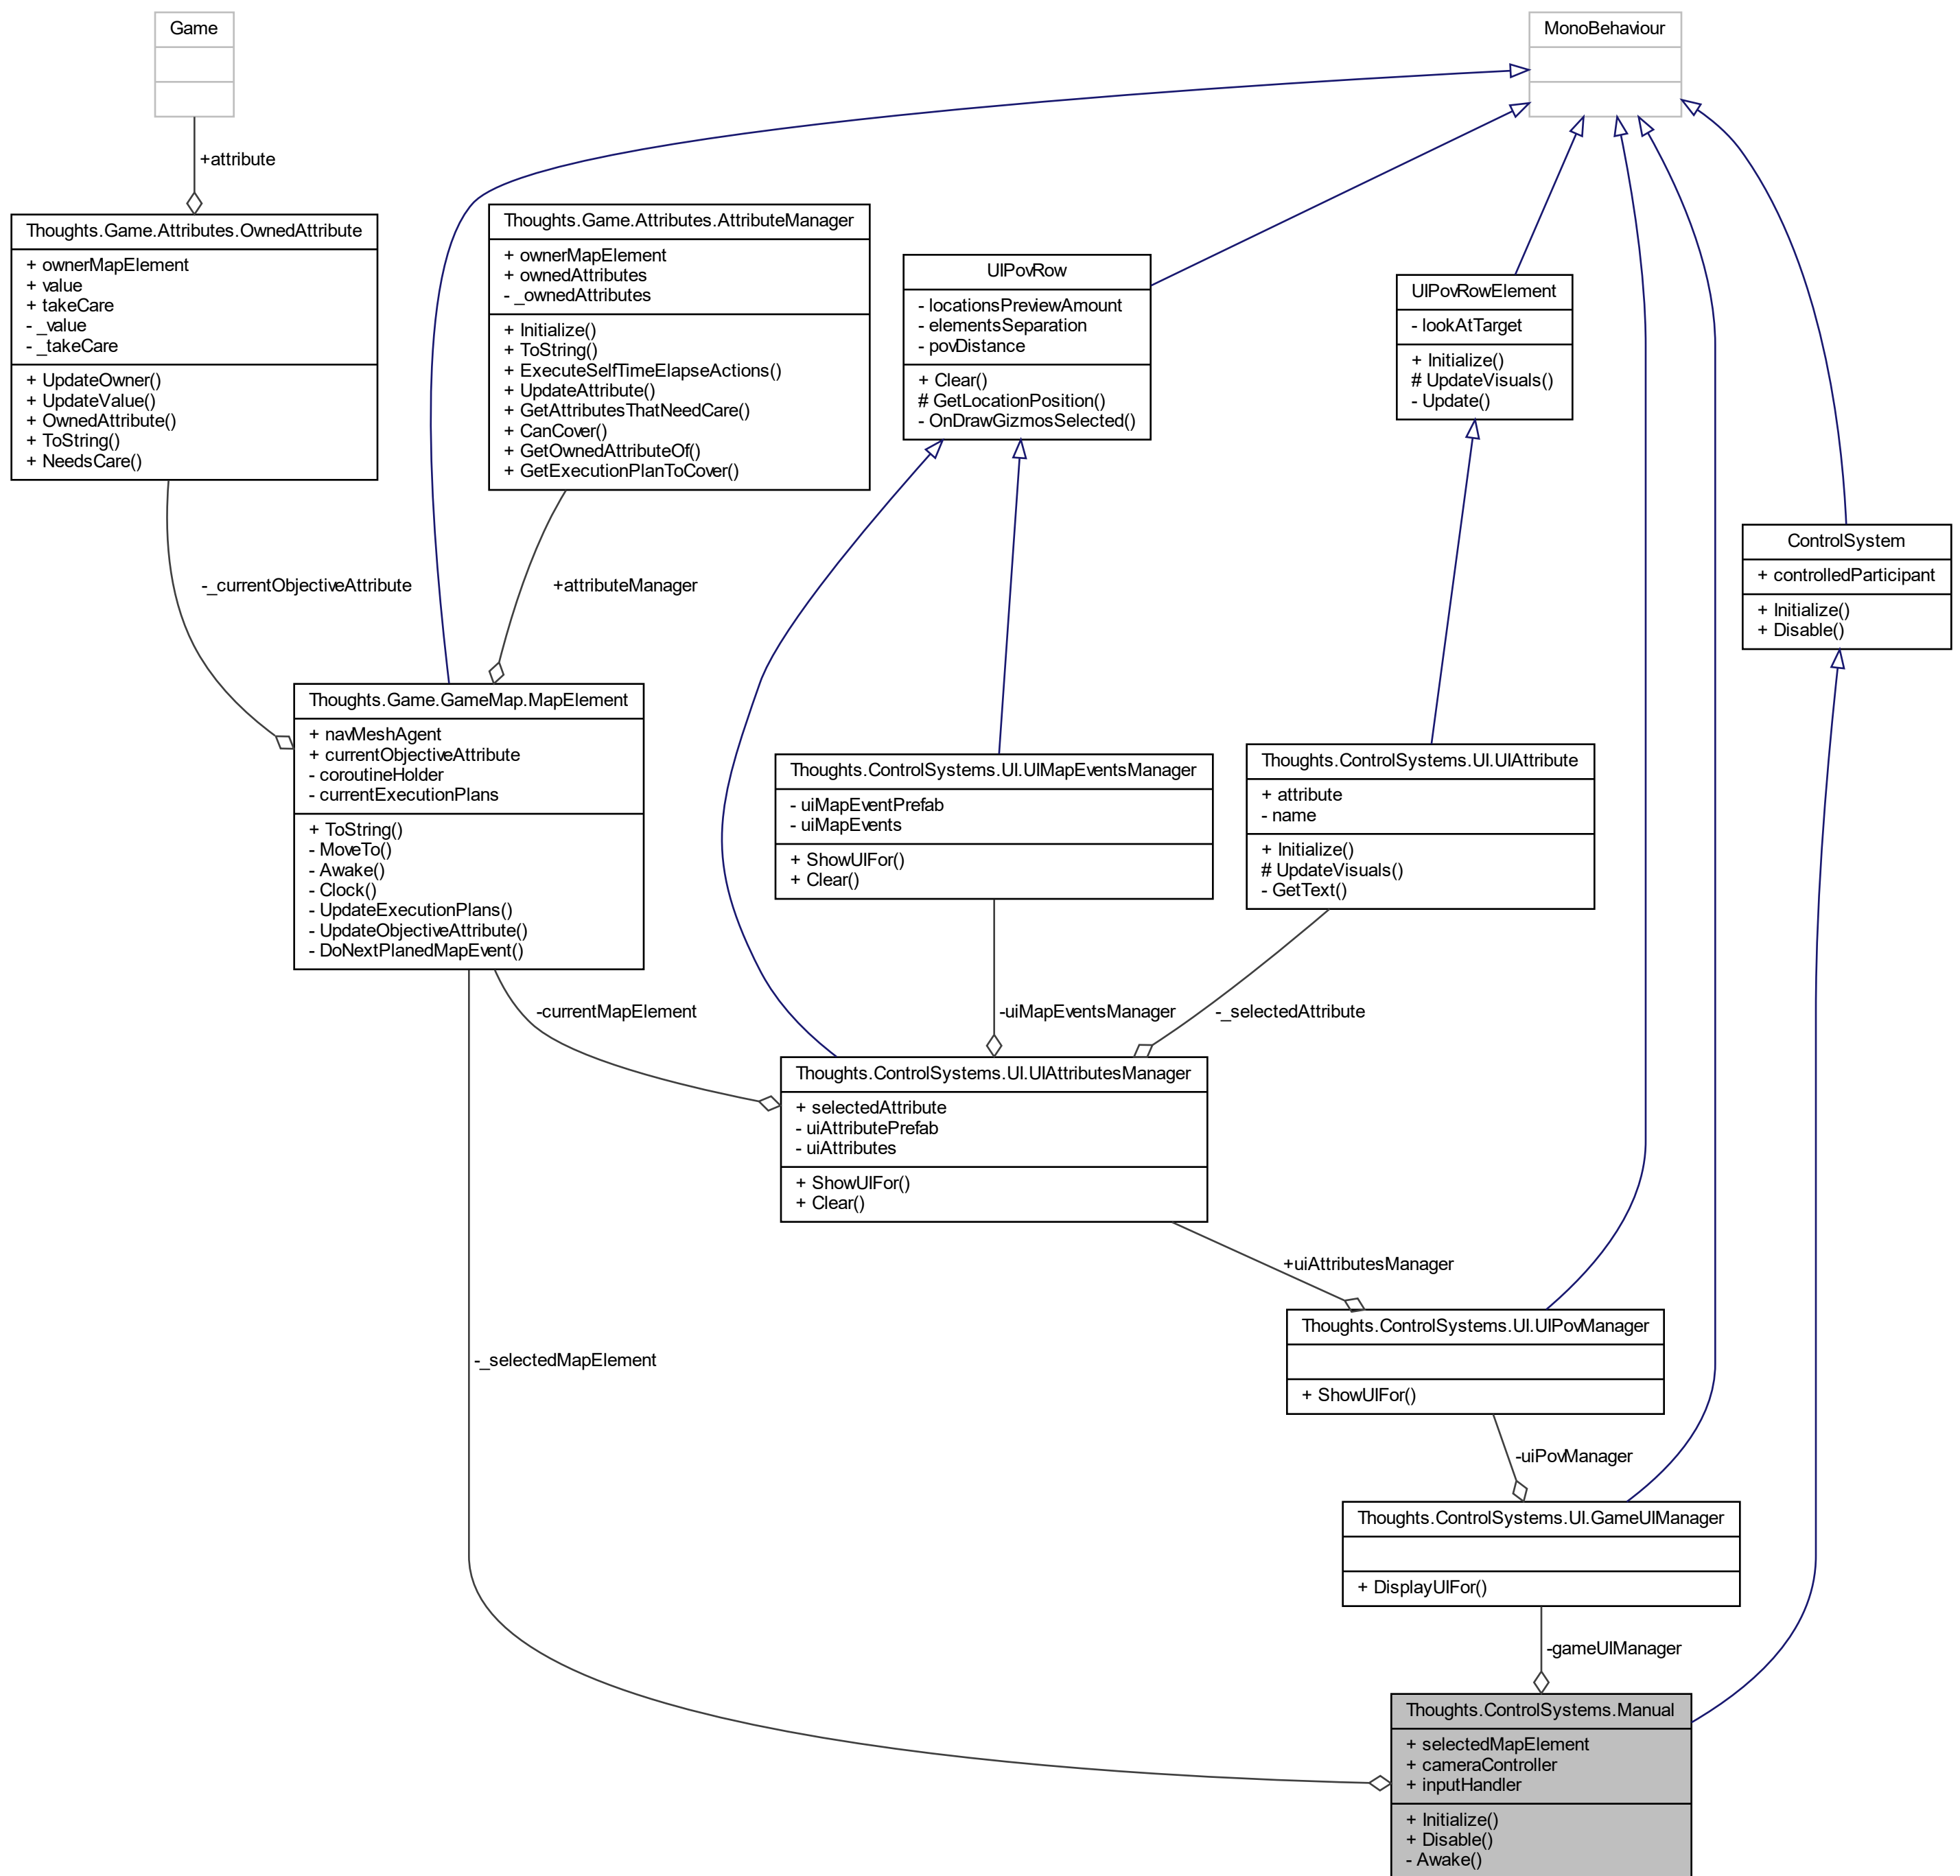 Game
MonoBehaviour
+attribute
Thoughts.Game.Attributes.OwnedAttribute
+ ownerMapElement
+ value
+ takeCare
- _value
- _takeCare
+ UpdateOwner()
+ UpdateValue()
+ OwnedAttribute()
+ ToString()
+ NeedsCare()
Thoughts.Game.Attributes.AttributeManager
+ ownerMapElement
+ ownedAttributes
- _ownedAttributes
+ Initialize()
+ ToString()
+ ExecuteSelfTimeElapseActions()
+ UpdateAttribute()
+ GetAttributesThatNeedCare()
+ CanCover()
+ GetOwnedAttributeOf()
+ GetExecutionPlanToCover()
UIPovRow
- locationsPreviewAmount
- elementsSeparation
- povDistance
+ Clear()
# GetLocationPosition()
- OnDrawGizmosSelected()
UIPovRowElement
- lookAtTarget
+ Initialize()
# UpdateVisuals()
- Update()
ControlSystem
+ controlledParticipant
+ Initialize()
+ Disable()
-_currentObjectiveAttribute
+attributeManager
Thoughts.Game.GameMap.MapElement
+ navMeshAgent
+ currentObjectiveAttribute
- coroutineHolder
- currentExecutionPlans
+ ToString()
- MoveTo()
- Awake()
- Clock()
- UpdateExecutionPlans()
- UpdateObjectiveAttribute()
- DoNextPlanedMapEvent()
Thoughts.ControlSystems.UI.UIMapEventsManager
- uiMapEventPrefab
- uiMapEvents
+ ShowUIFor()
+ Clear()
Thoughts.ControlSystems.UI.UIAttribute
+ attribute
- name
+ Initialize()
# UpdateVisuals()
- GetText()
-currentMapElement
-uiMapEventsManager
-_selectedAttribute
Thoughts.ControlSystems.UI.UIAttributesManager
+ selectedAttribute
- uiAttributePrefab
- uiAttributes
+ ShowUIFor()
+ Clear()
+uiAttributesManager
-_selectedMapElement
Thoughts.ControlSystems.UI.UIPovManager
+ ShowUIFor()
-uiPovManager
Thoughts.ControlSystems.UI.GameUIManager
+ DisplayUIFor()
-gameUIManager
Thoughts.ControlSystems.Manual
+ selectedMapElement
+ cameraController
+ inputHandler
+ Initialize()
+ Disable()
- Awake()